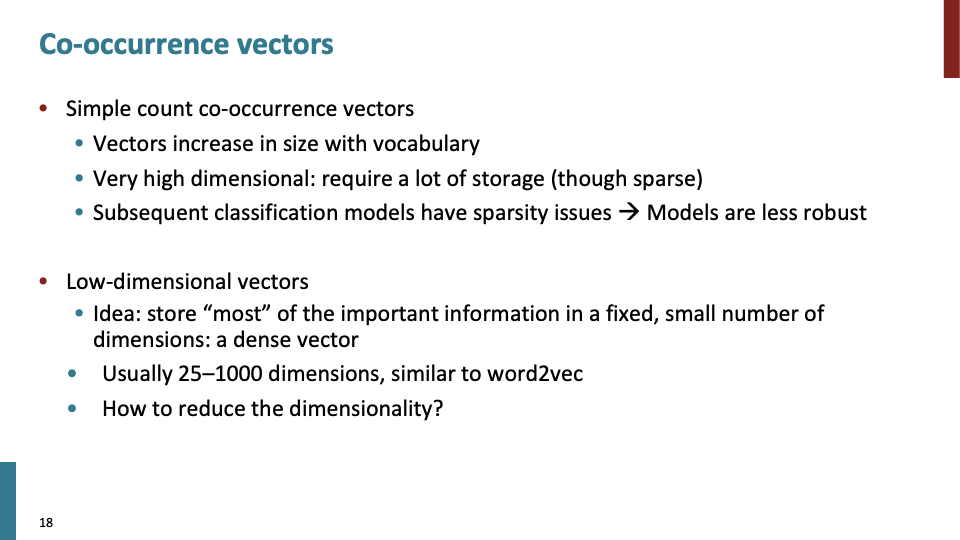 Co-occurrence vectors
• Simple count co-occurrence vectors
• Vectors increase in size with vocabulary
• Very high dimensional: require a lot of storage (though sparse)
• Subsequent classification models have sparsity issues → Models are less robust
• Low-dimensional vectors
• Idea: store “most” of the important information in a fixed, small number of
dimensions: a dense vector
• Usually 25–1000 dimensions, similar to word2vec
• How to reduce the dimensionality?
18